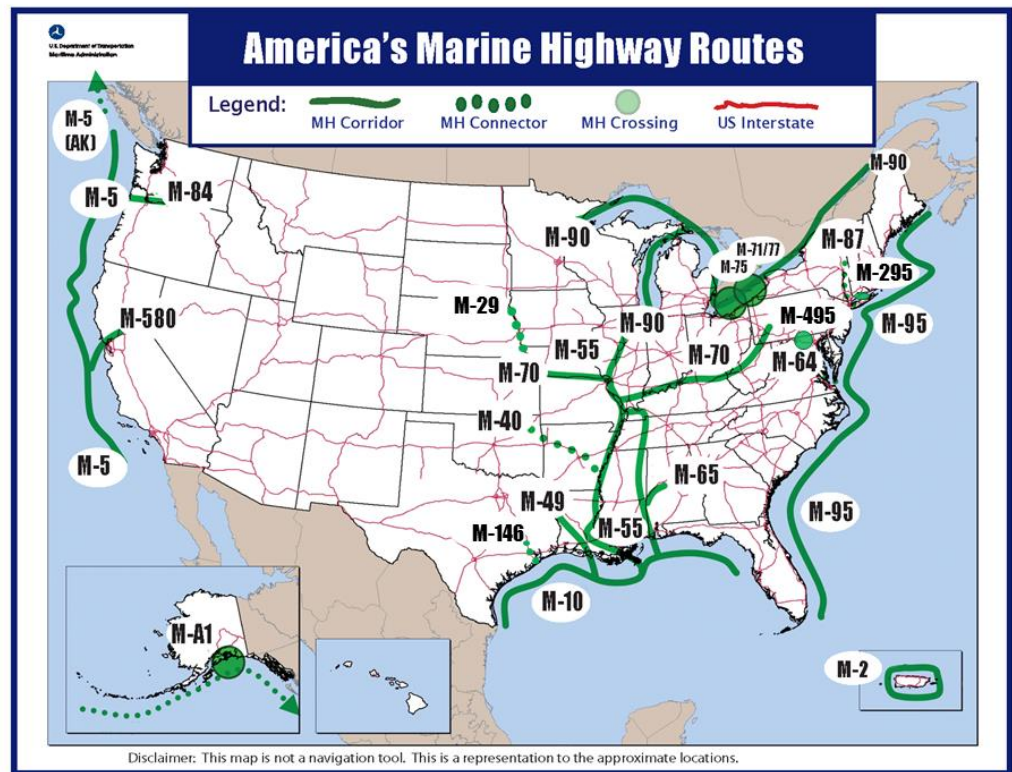 U.S. Department of Transportation
Maritime Administration
America's Marine Highway Routes
Legend:
MH Corridor
MH Connector
MH Crossing
US Interstate
M-5
(AK)
M-90
M-5
M-84
M-90
M-71/77
M-75
M-87
M-295
M-29
M-580
M-90
M-495
M-95
M-55
M-70
M-70
M-64
M-40
M-5
M-65
M-49
M-146
M-55
M-95
M-10
M-A1
M-2
Disclaimer: This map is not a navigation tool. This is a representation to the approximate locations.